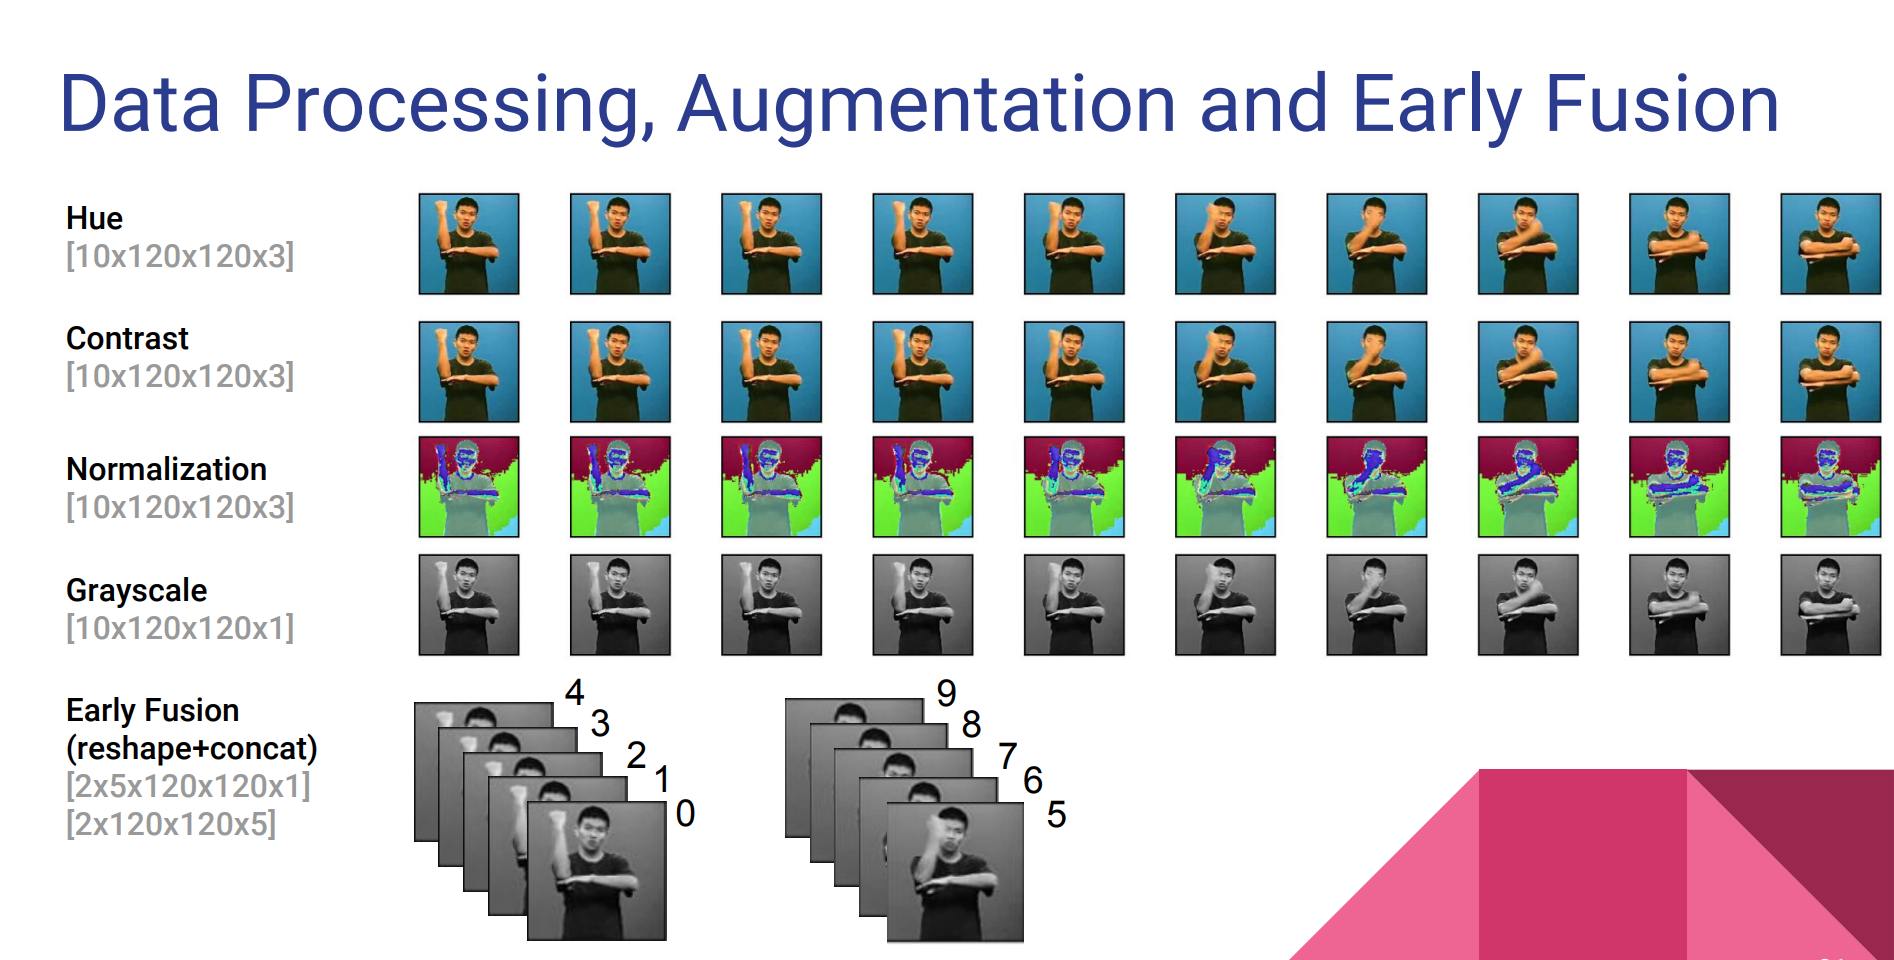 Data Processing, Augmentation and Early Fusion
Hue
[10x120x120x3]
Contrast
[10x120x120x3]
Normalization
[10x120x120x3]
Grayscale
[10x120x120x1]
Early Fusion
(reshape+concat)
[2x5x120x120x1]
[2x120x120x5]
4
3
2
1
0
9
8
7
6
5